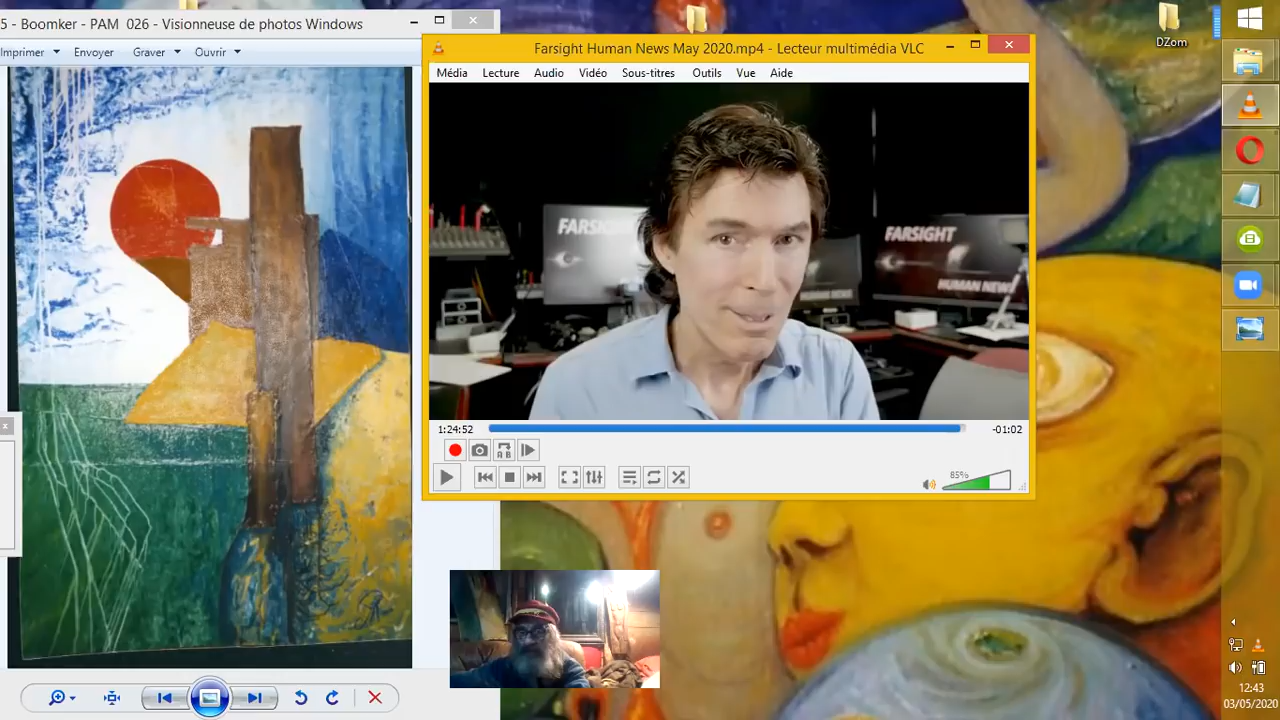 5 - Boomker - PAM 026 - Visionneuse de photos Windows
Imprimer
Envoyer
Graver
Ouvrir
Farsight Human News May 2020.mp4 - Lecteur multimédia VLC
Média
Lecture
Audio
Vidéo
Sous-titres
Outils
Vue
Aide
FARSIGHT
HUMAN NEWS
1:24:52
-01:02
A B
85%
DZom
12:43
03/05/2020